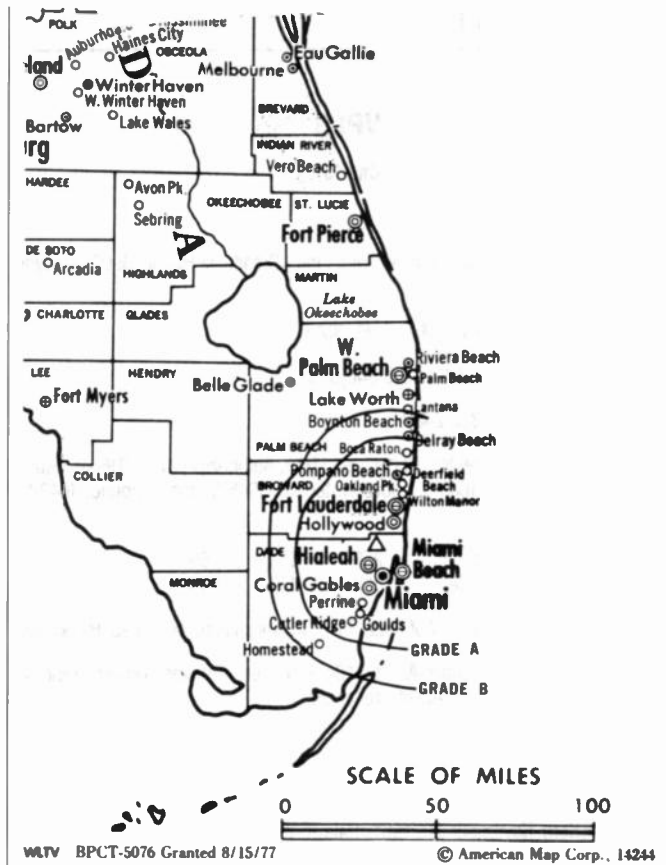 POLK
Haines City
OSCEOLA
Eau Gallie
Melbourne
D
land
Winter Haven
W. Winter Haven
BREVARD
Bartow
Lake Wales
rg
INDIAN RIVER
Vero Beach
HARDEE
Avon Pk.
OKEECHOBEE
ST. LUCIE
Sebring
Fort Pierce
A
DE SOTO
Arcadia
HIGHLANDS
MARTIN
Lake
Okeechobee
CHARLOTTE
GLADES
W.
Palm Beach
Riviera Beach
LEE
HENDRY
Belle Glade
Palm Beach
Fort Myers
Lake Worth
Lantana
Boynton Beach
Delray Beach
PALM BEACH
Boca Raton
COLLIER
Pompano Beach
Deerfield
Beach
BROWARD
Oakland Pk.
Wilton Manor
Fort Lauderdale
Hollywood
DADE
Hialeah
Miami
Beach
MONROE
Coral Gables
Miami
Perrine
Cutler Ridge
Goulds
Homestead
GRADE A
GRADE B
SCALE OF MILES
0 50 100
WLTV BPCT-5076 Granted 8/15/77
© American Map Corp., 14244